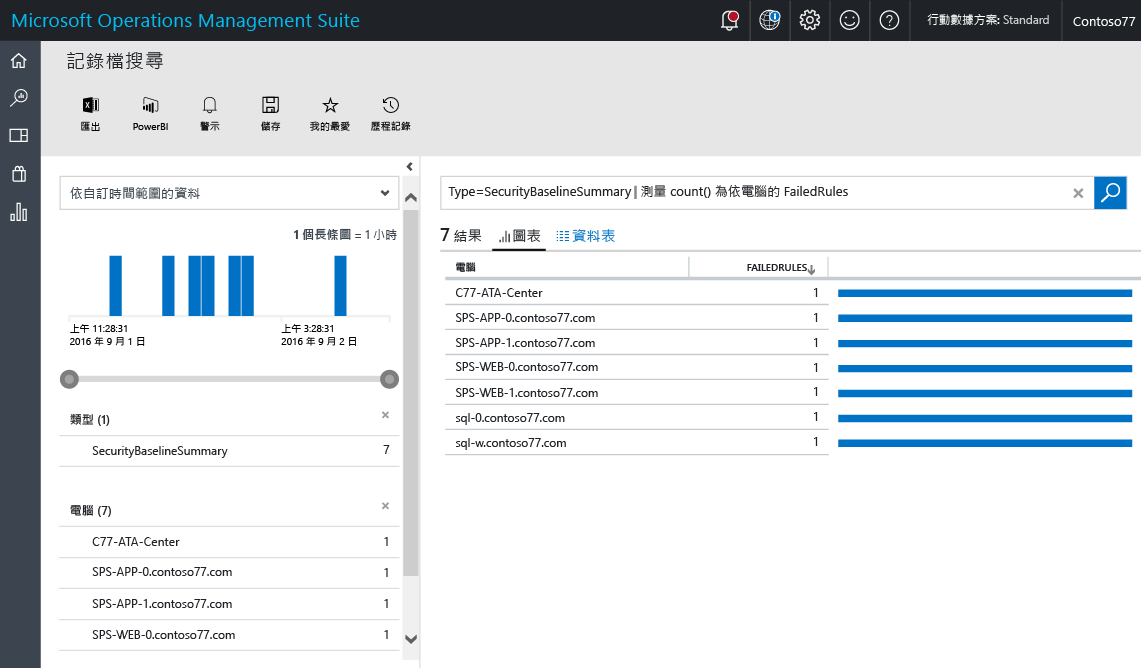 Microsoft Operations Management Suite
行動數據方案: Standard
Contoso77
記錄檔搜尋
匯出
PowerBI
警示
儲存
我的最愛
歷程記錄
依自訂時間範圍的資料
1 個長條圖 = 1 小時
上午 11:28:31
2016 年 9 月 1 日
上午 3:28:31
2016 年 9 月 2 日
類型 (1)
SecurityBaselineSummary 7
電腦 (7)
C77-ATA-Center 1
SPS-APP-0.contoso77.com 1
SPS-APP-1.contoso77.com 1
SPS-WEB-0.contoso77.com 1
Type=SecurityBaselineSummary | 測量 count() 為依電腦的 FailedRules
7 結果 圖表 資料表
電腦 FAILEDRULES
C77-ATA-Center 1
SPS-APP-0.contoso77.com 1
SPS-APP-1.contoso77.com 1
SPS-WEB-0.contoso77.com 1
SPS-WEB-1.contoso77.com 1
sql-0.contoso77.com 1
sql-w.contoso77.com 1